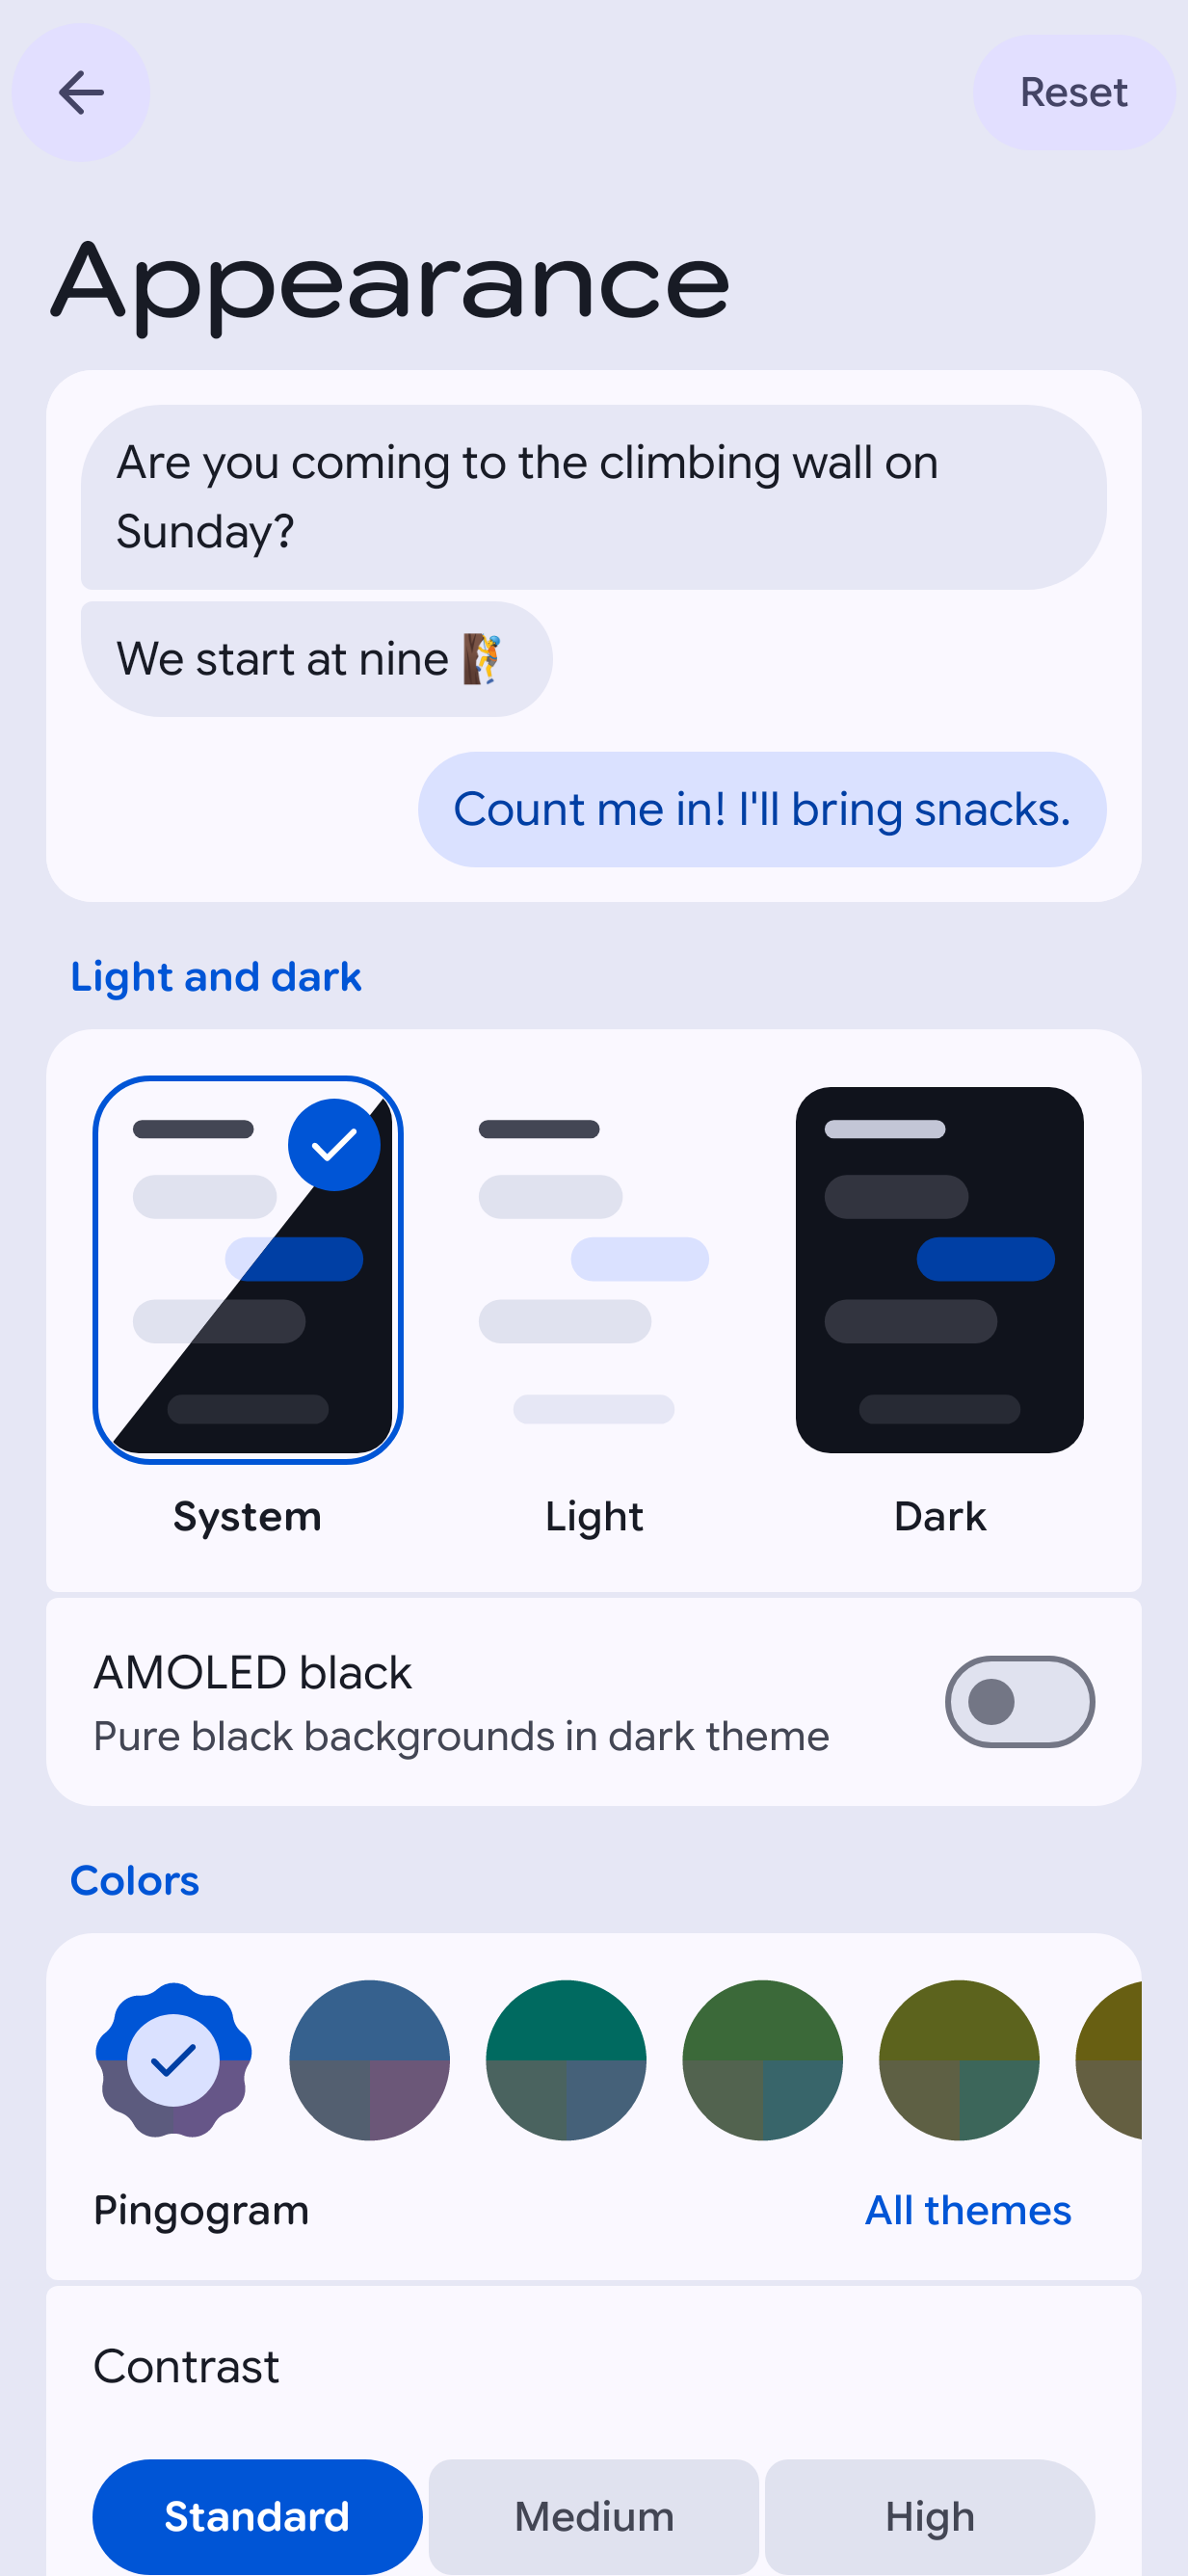 Reset
Appearance
Are you coming to the climbing wall on
Sunday?
We start at nine 🧗
Count me in! I'll bring snacks.
Light and dark
System
Light
Dark
AMOLED black
Pure black backgrounds in dark theme
Colors
Pingogram
All themes
Contrast
Standard
Medium
High